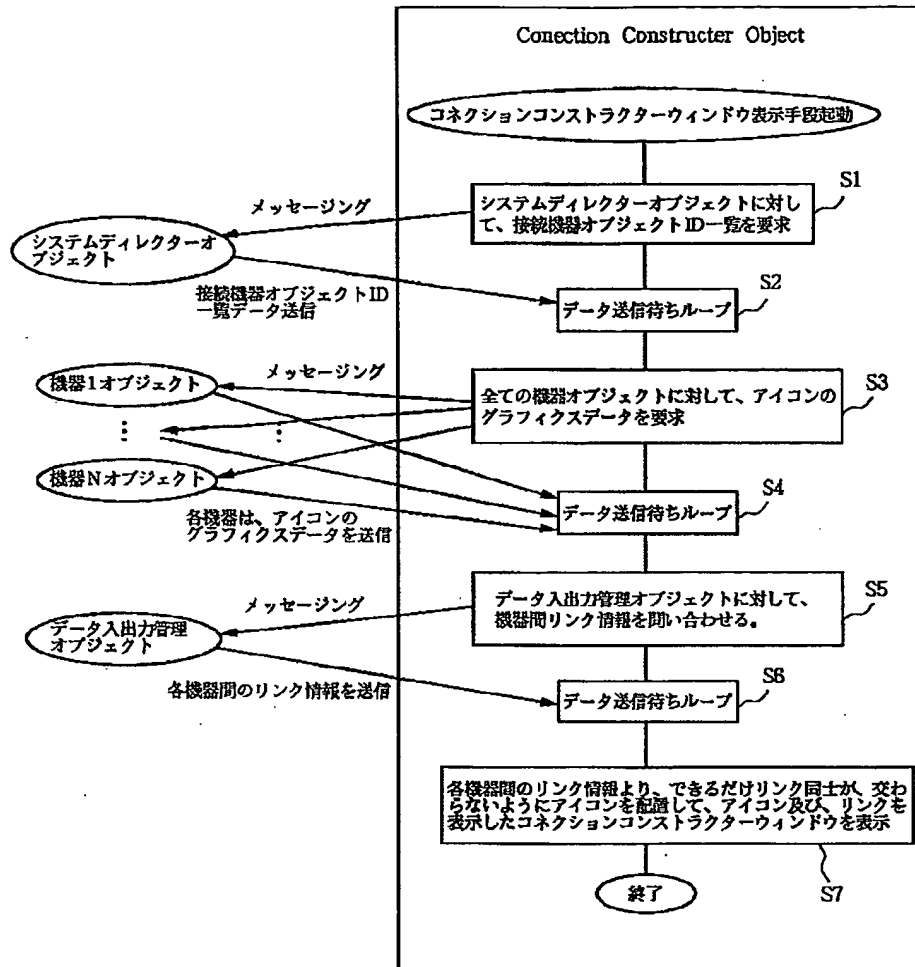 Conection Constructer Object
コネクションコンストラクターウィンドウ表示手段起動
S1
メッセージング
システムディレクターオブジェクトに対し
て、接続機器オブジェクトID一覧を要求
システムディレクターオ
ブジェクト
接続機器オブジェクトID
一覧データ送信
S2
データ送信待ちループ
メッセージング
S3
機器1オブジェクト
全ての機器オブジェクトに対して、アイコンの
グラフィクスデータを要求
機器Nオブジェクト
S4
データ送信待ちループ
各機器は、アイコンの
グラフィクスデータを送信
メッセージング
データ入出力管理オブジェクトに対して、
機器間リンク情報を問い合わせる。
S5
データ入出力管理
オブジェクト
各機器間のリンク情報を送信
S6
データ送信待ちループ
各機器間のリンク情報より、できるだけリンク同士が、交わ
らないようにアイコンを配置して、アイコン及び、リンクを
表示したコネクションコンストラクターウィンドウを表示
S7
終了